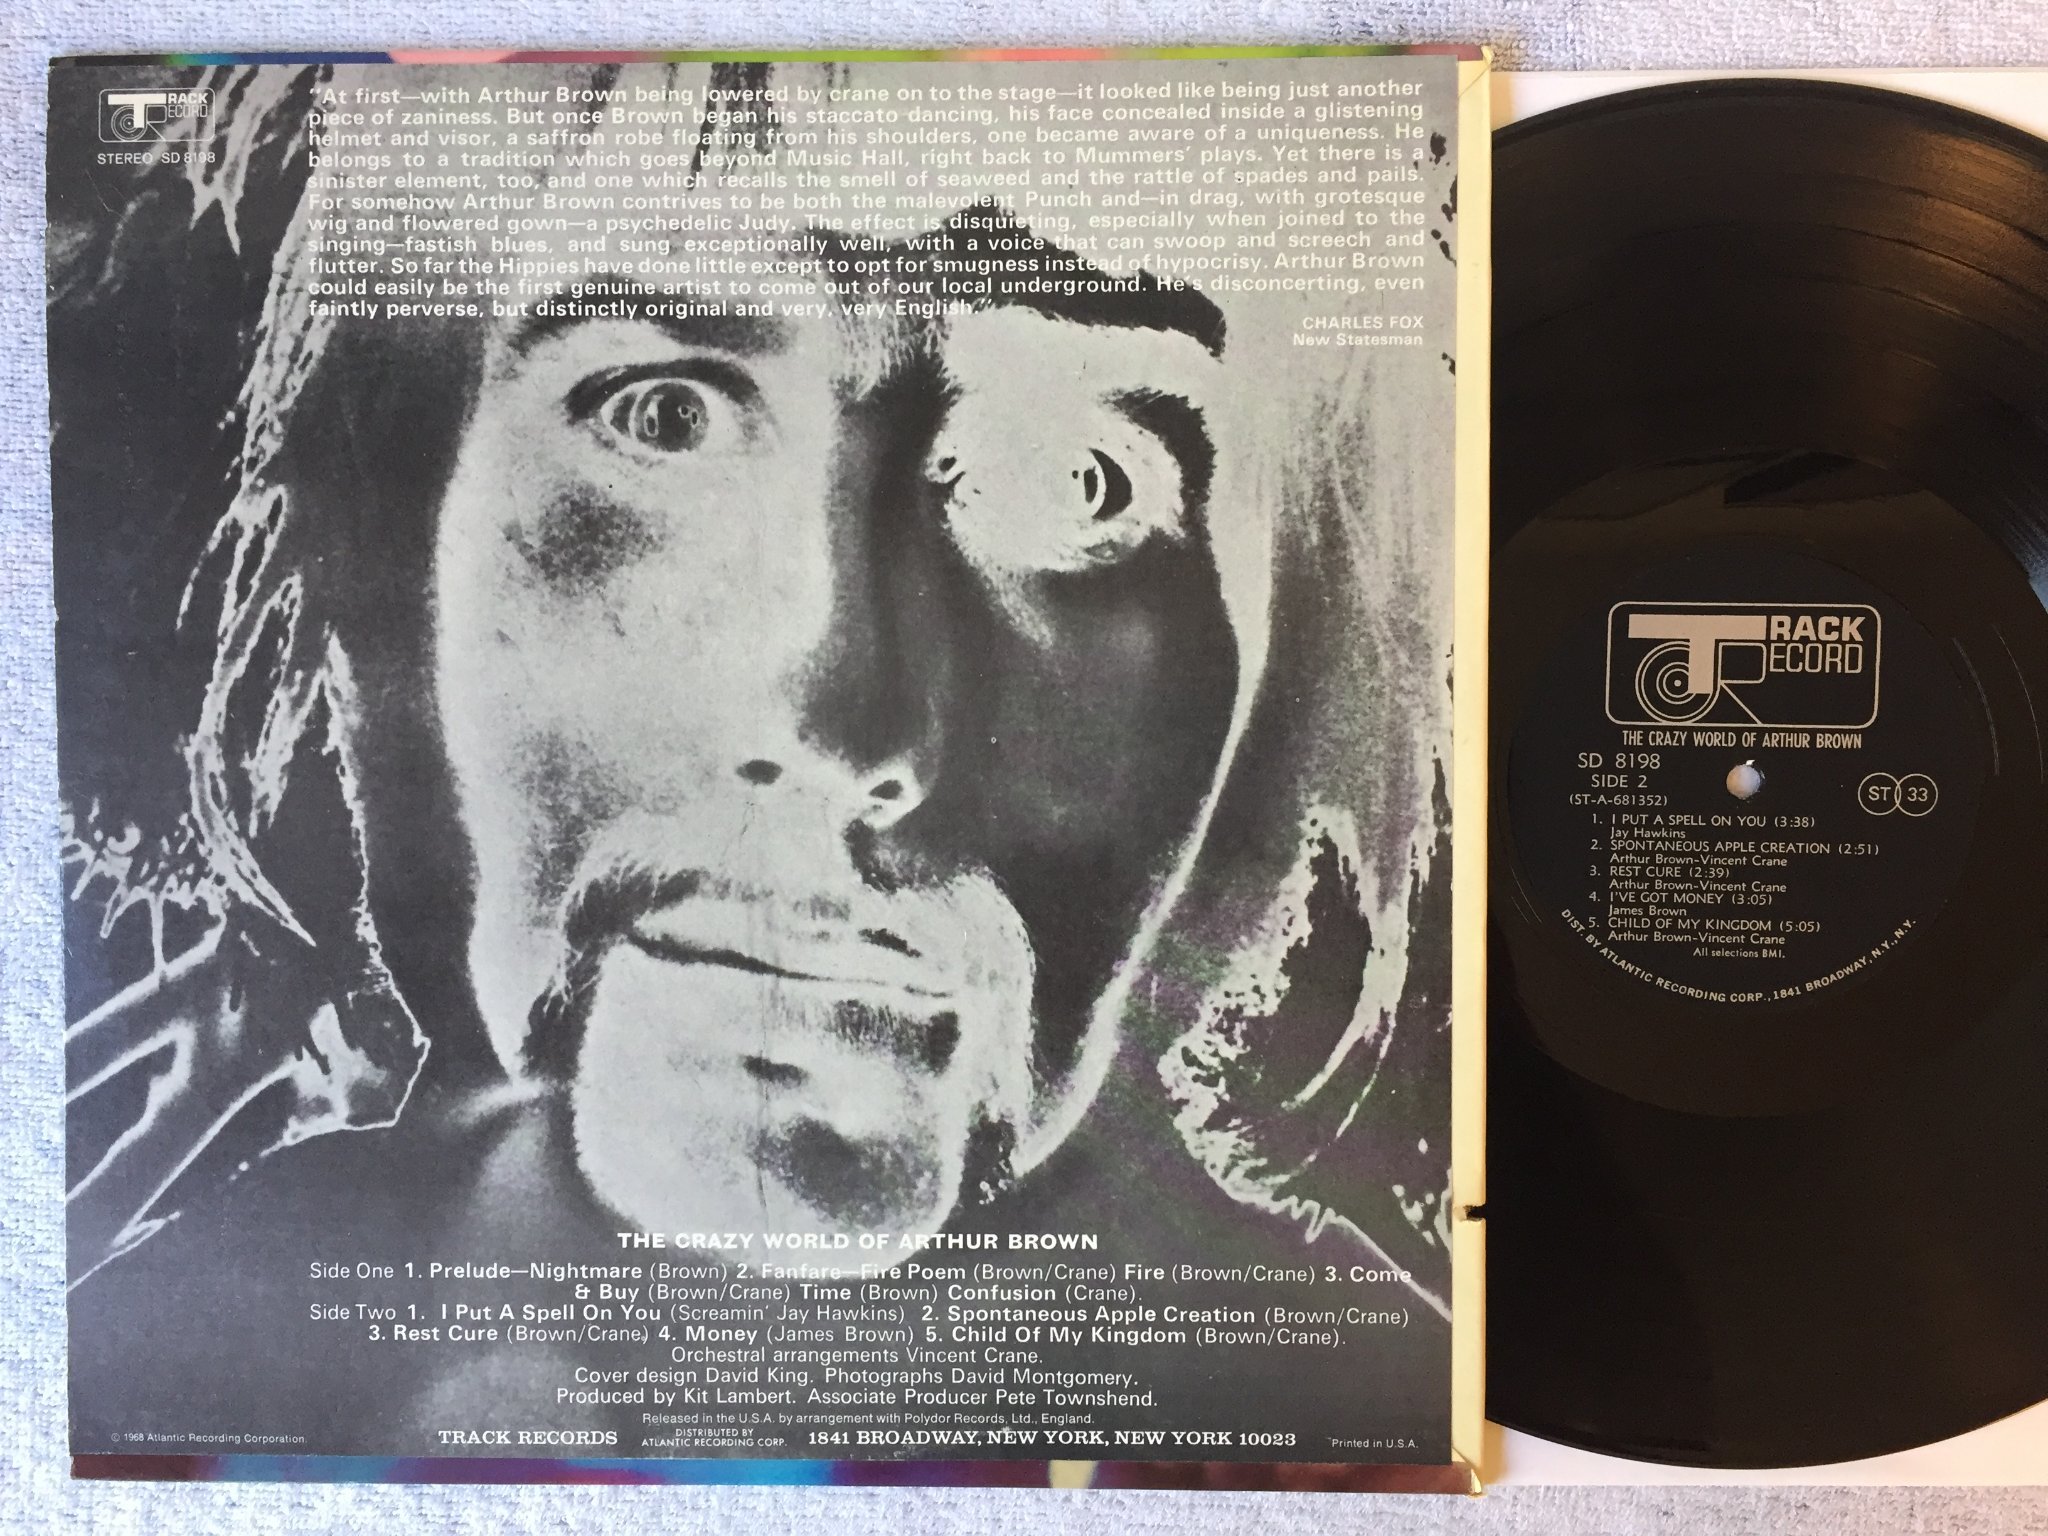 TRACK
RECORD
STEREO SD 8198
"At first—with Arthur Brown being lowered by crane on to the stage—it looked like being just another
piece of zaniness. But once Brown began his staccato dancing, his face concealed inside a glistening
helmet and visor, a saffron robe floating from his shoulders, one became aware of a uniqueness. He
belongs to a tradition which goes beyond Music Hall, right back to Mummers' plays. Yet there is a
sinister element, too, and one which recalls the smell of seaweed and the rattle of spades and pails.
For somehow Arthur Brown contrives to be both the malevolent Punch and—in drag, with grotesque
wig and flowered gown—a psychedelic Judy. The effect is disquieting, especially when joined to the
singing—fastish blues, and sung exceptionally well, with a voice that can swoop and screech and
flutter. So far the Hippies have done little except to opt for smugness instead of hypocrisy. Arthur Brown
could easily be the first genuine artist to come out of our local underground. He's disconcerting, even
faintly perverse, but distinctly original and very, very English."
CHARLES FOX
New Statesman
THE CRAZY WORLD OF ARTHUR BROWN
Side One 1. Prelude—Nightmare (Brown) 2. Fanfare—Fire Poem (Brown/Crane) Fire (Brown/Crane) 3. Come
& Buy (Brown/Crane) Time (Brown) Confusion (Crane).
Side Two 1. I Put A Spell On You (Screamin' Jay Hawkins) 2. Spontaneous Apple Creation (Brown/Crane)
3. Rest Cure (Brown/Crane) 4. Money (James Brown) 5. Child Of My Kingdom (Brown/Crane).
Orchestral arrangements Vincent Crane.
Cover design David King. Photographs David Montgomery.
Produced by Kit Lambert. Associate Producer Pete Townshend.
Released in the U.S.A. by arrangement with Polydor Records, Ltd., England.
© 1968 Atlantic Recording Corporation.
TRACK RECORDS DISTRIBUTED BY ATLANTIC RECORDING CORP. 1841 BROADWAY, NEW YORK, NEW YORK 10023
Printed in U.S.A.
TRACK
RECORD
THE CRAZY WORLD OF ARTHUR BROWN
SD 8198
SIDE 2
(ST-A-681352)
ST 33
1. I PUT A SPELL ON YOU (3:38)
Jay Hawkins
2. SPONTANEOUS APPLE CREATION (2:51)
Arthur Brown-Vincent Crane
3. REST CURE (2:39)
Arthur Brown-Vincent Crane
4. I'VE GOT MONEY (3:05)
James Brown
5. CHILD OF MY KINGDOM (5:05)
Arthur Brown-Vincent Crane
All selections BMI.
DIST. BY ATLANTIC RECORDING CORP., 1841 BROADWAY, N.Y., N.Y.